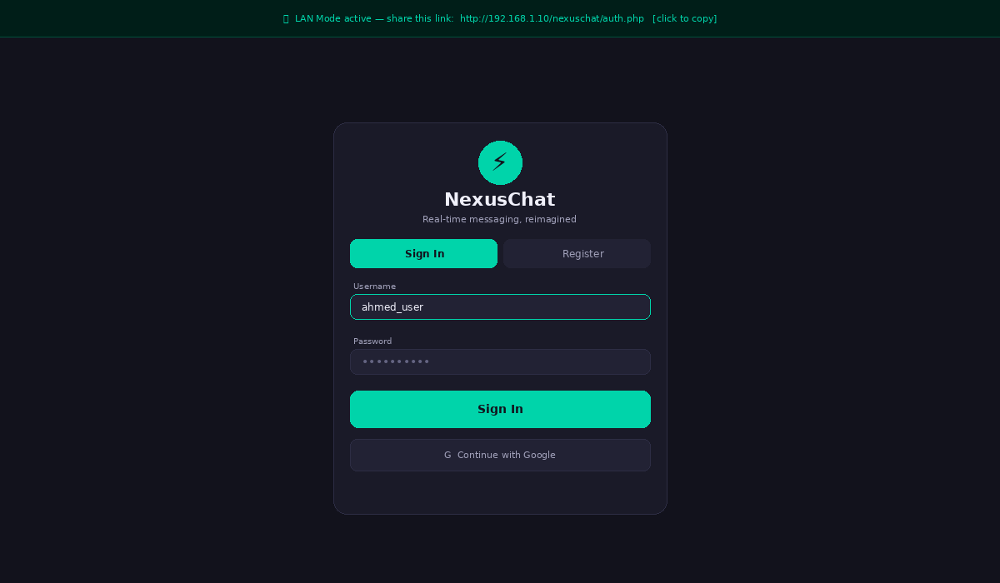 LAN Mode active — share this link: http://192.168.1.10/nexuschat/auth.php [click to copy]
⚡
NexusChat
Real-time messaging, reimagined
Sign In Register
Username
ahmed_user
Password
••••••••••
Sign In
G Continue with Google